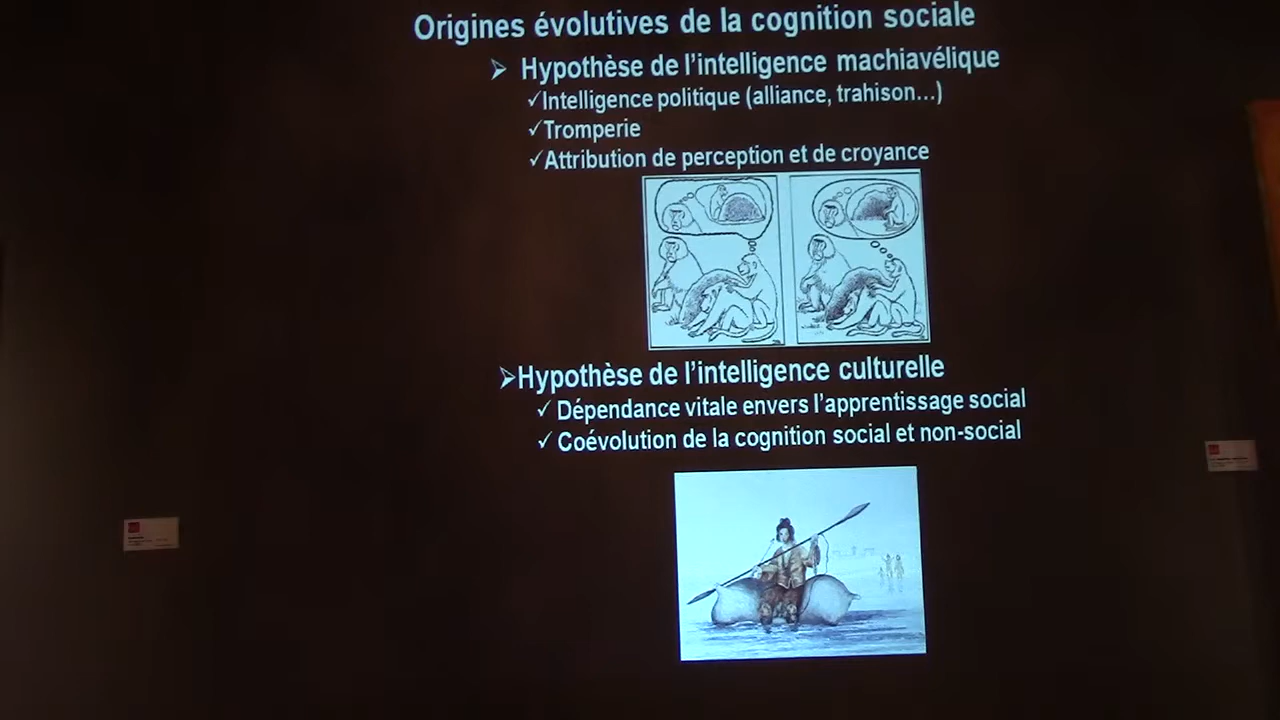 Origines évolutives de la cognition sociale
➢ Hypothèse de l'intelligence machiavélique
✓Intelligence politique (alliance, trahison...)
✓Tromperie
✓Attribution de perception et de croyance
➢Hypothèse de l'intelligence culturelle
✓ Dépendance vitale envers l'apprentissage social
✓ Coévolution de la cognition social et non-social